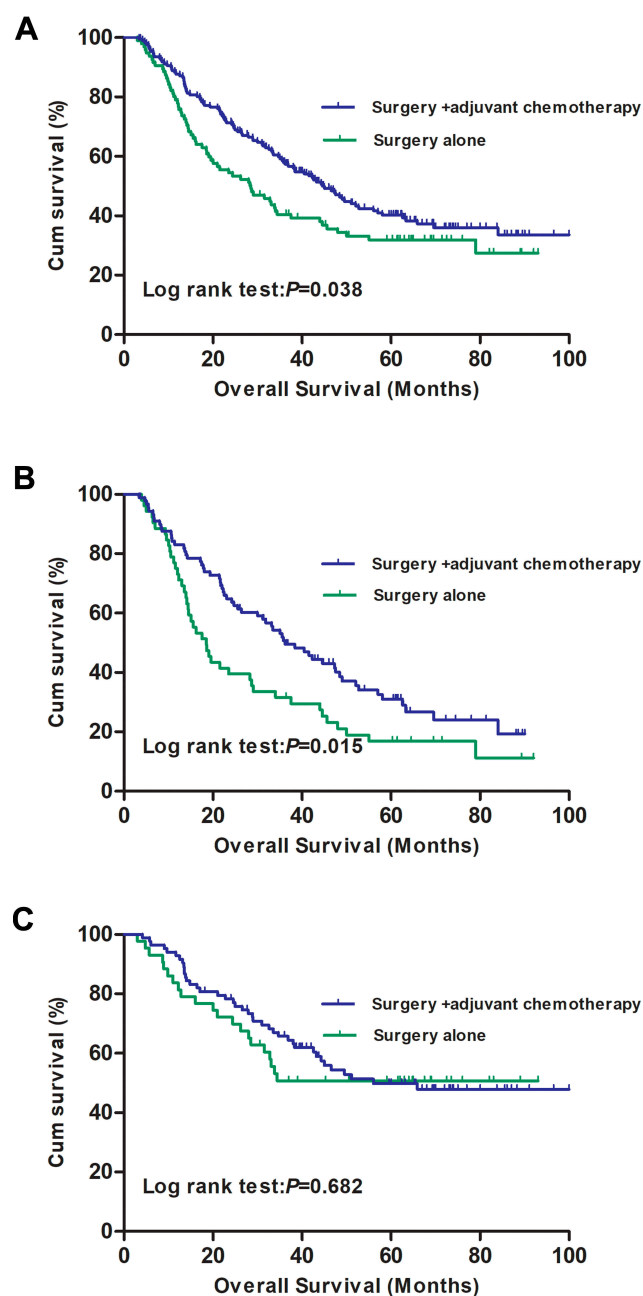 A
100
80
60
40
20
0
Cum survival (%)
Surgery +adjuvant chemotherapy
Surgery alone
Log rank test:P=0.038
0 20 40 60 80 100
Overall Survival (Months)
B
100
80
60
40
20
0
Cum survival (%)
Surgery +adjuvant chemotherapy
Surgery alone
Log rank test:P=0.015
0 20 40 60 80 100
Overall Survival (Months)
C
100
80
60
40
20
0
Cum survival (%)
Surgery +adjuvant chemotherapy
Surgery alone
Log rank test:P=0.682
0 20 40 60 80 100
Overall Survival (Months)